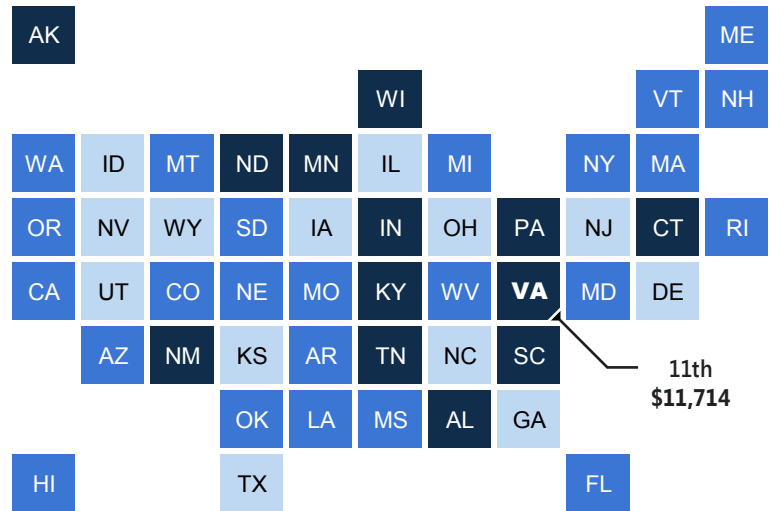 AK ME
WI VT NH
WA ID MT ND MN IL MI NY MA
OR NV WY SD IA IN OH PA NJ CT RI
CA UT CO NE MO KY WV VA MD DE
AZ NM KS AR TN NC SC
11th
$11,714
OK LA MS AL GA
HI TX FL